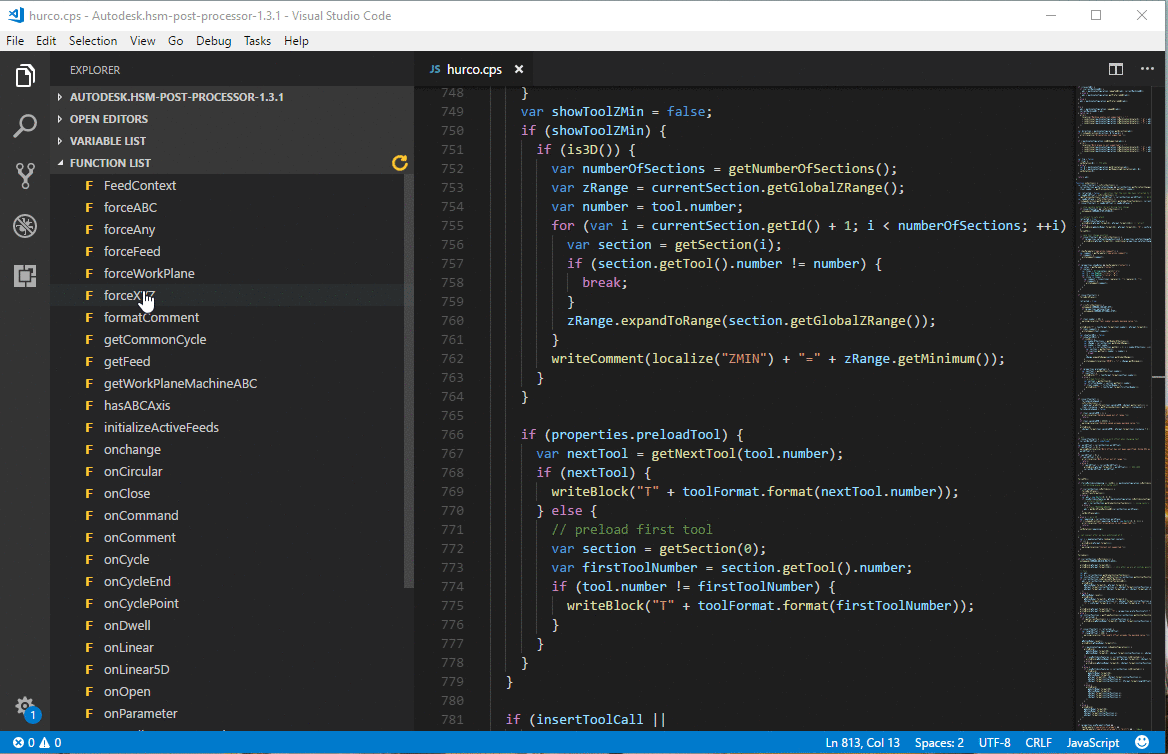 hurco.cps - Autodesk.hsm-post-processor-1.3.1 - Visual Studio Code
File Edit Selection View Go Debug Tasks Help
EXPLORER
AUTODESK.HSM-POST-PROCESSOR-1.3.1
OPEN EDITORS
VARIABLE LIST
FUNCTION LIST
F FeedContext
F forceABC
F forceAny
F forceFeed
F forceWorkPlane
F forceXYZ
F formatComment
F getCommonCycle
F getFeed
F getWorkPlaneMachineABC
F hasABCAxis
F initializeActiveFeeds
F onchange
F onCircular
F onClose
F onCommand
F onComment
F onCycle
F onCycleEnd
F onCyclePoint
F onDwell
F onLinear
F onLinear5D
F onOpen
F onParameter
1
JS hurco.cps
748 }
749 var showToolZMin = false;
750 if (showToolZMin) {
751 if (is3D()) {
752 var numberOfSections = getNumberOfSections();
753 var zRange = currentSection.getGlobalZRange();
754 var number = tool.number;
755 for (var i = currentSection.getId() + 1; i < numberOfSections; ++i)
756 var section = getSection(i);
757 if (section.getTool().number != number) {
758 break;
759 }
760 zRange.expandToRange(section.getGlobalZRange());
761 }
762 writeComment(localize("ZMIN") + "=" + zRange.getMinimum());
763 }
764 }
765
766 if (properties.preloadTool) {
767 var nextTool = getNextTool(tool.number);
768 if (nextTool) {
769 writeBlock("T" + toolFormat.format(nextTool.number));
770 } else {
771 // preload first tool
772 var section = getSection(0);
773 var firstToolNumber = section.getTool().number;
774 if (tool.number != firstToolNumber) {
775 writeBlock("T" + toolFormat.format(firstToolNumber));
776 }
777 }
778 }
779 }
780
781 if (insertToolCall ||
0 0 Ln 813, Col 13 Spaces: 2 UTF-8 CRLF JavaScript